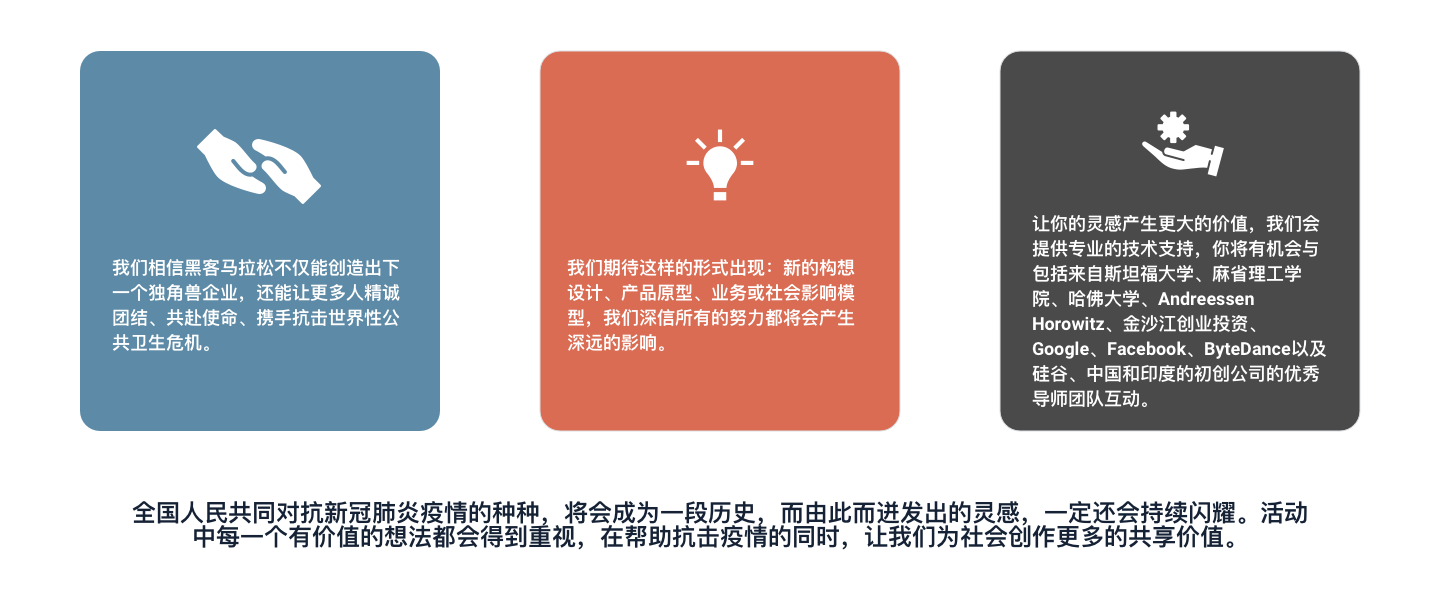 我们相信黑客马拉松不仅能创造出下
一个独角兽企业，还能让更多人精诚
团结、共赴使命、携手抗击世界性公
共卫生危机。
我们期待这样的形式出现：新的构想
设计、产品原型、业务或社会影响模
型，我们深信所有的努力都将会产生
深远的影响。
让你的灵感产生更大的价值，我们会
提供专业的技术支持，你将有机会与
包括来自斯坦福大学、麻省理工学
院、哈佛大学、Andreessen
Horowitz、金沙江创业投资、
Google、Facebook、ByteDance以及
硅谷、中国和印度的初创公司的优秀
导师团队互动。
全国人民共同对抗新冠肺炎疫情的种种，将会成为一段历史，而由此而迸发出的灵感，一定还会持续闪耀。活动
中每一个有价值的想法都会得到重视，在帮助抗击疫情的同时，让我们为社会创作更多的共享价值。